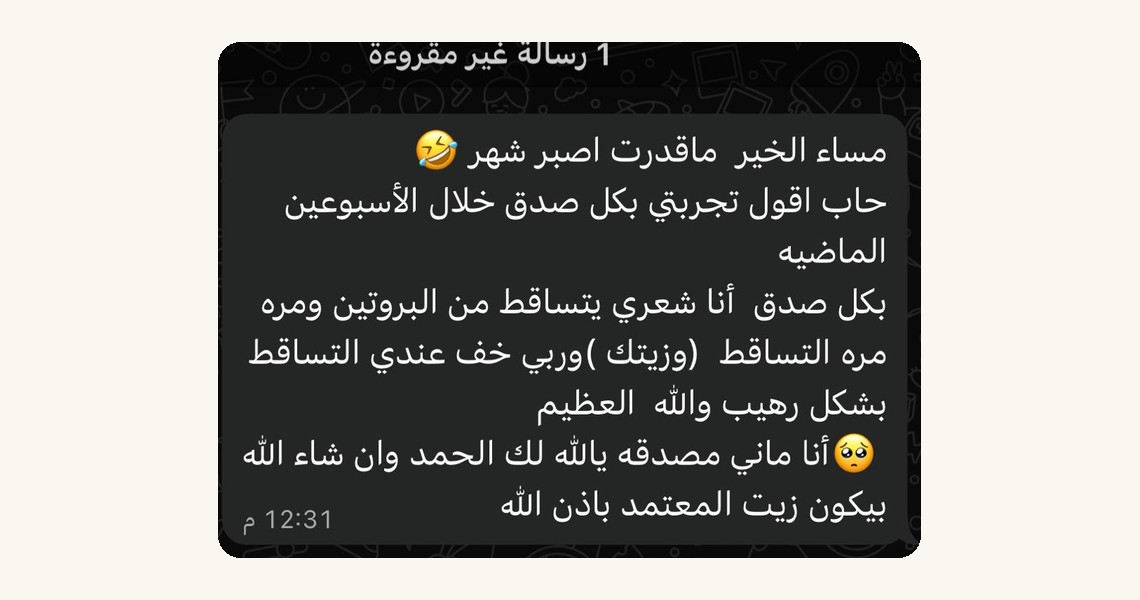 1 رسالة غير مقروءة
مساء الخير ماقدرت اصبر شهر 🤣
حاب اقول تجربتي بكل صدق خلال الأسبوعين
الماضيه
بكل صدق أنا شعري يتساقط من البروتين ومره
مره التساقط (وزيتك )وربي خف عندي التساقط
بشكل رهيب والله العظيم
🥺أنا ماني مصدقه يالله لك الحمد وان شاء الله
بيكون زيت المعتمد باذن الله
12:31 م